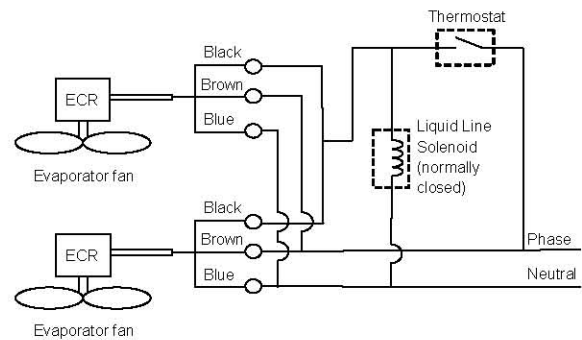 Thermostat
Black
ECR
Brown
Blue
Evaporator fan
Liquid Line
Solenoid
(normally
closed)
Black
ECR
Brown
Blue
Evaporator fan
Phase
Neutral